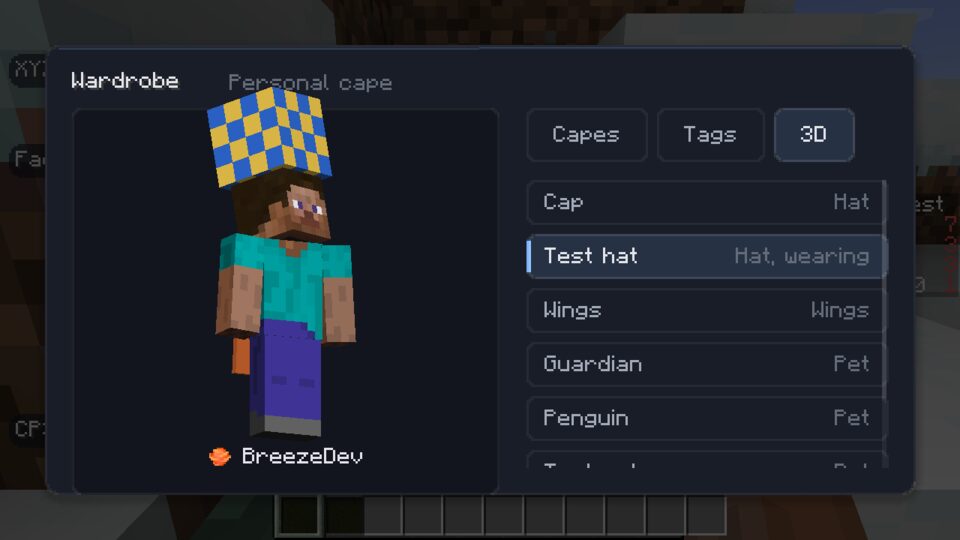 Wardrobe Personal cape
XYZ
Capes Tags 3D
Cap Hat
Test hat Hat, wearing
Wings Wings
Guardian Pet
Penguin Pet
BreezeDev